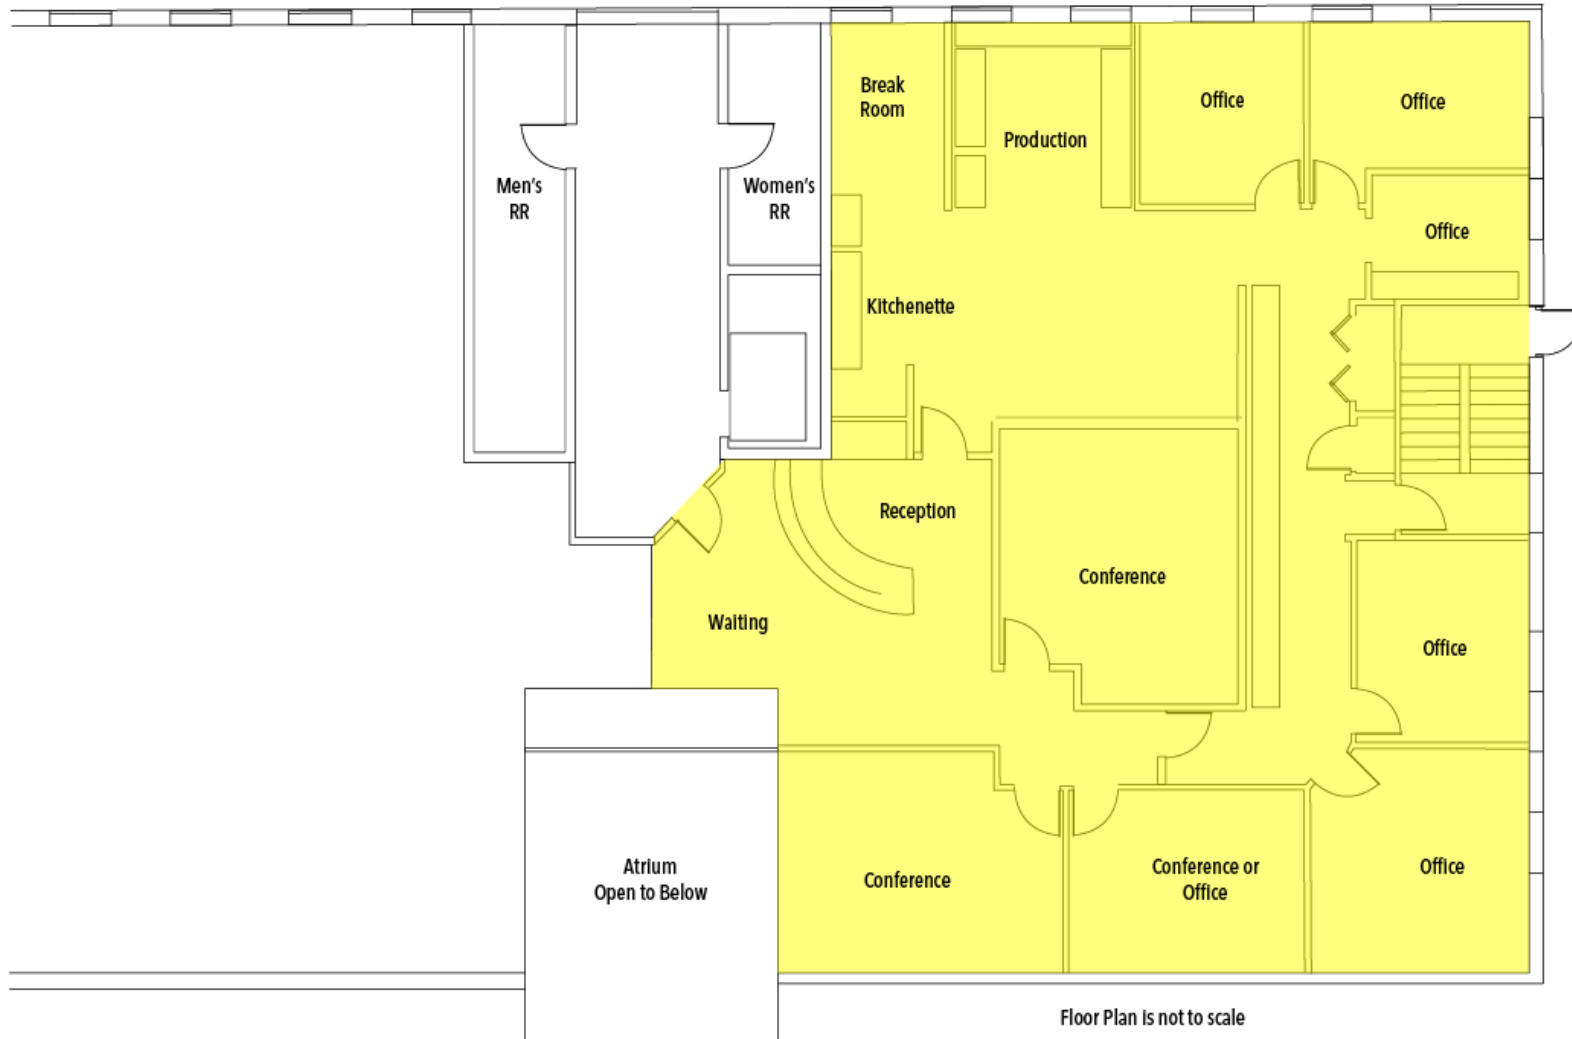 Break
Room
Office
Office
Production
Men's
RR
Women's
RR
Office
Kitchenette
Reception
Conference
Waiting
Office
Atrium
Open to Below
Conference
Conference or
Office
Office
Floor Plan is not to scale